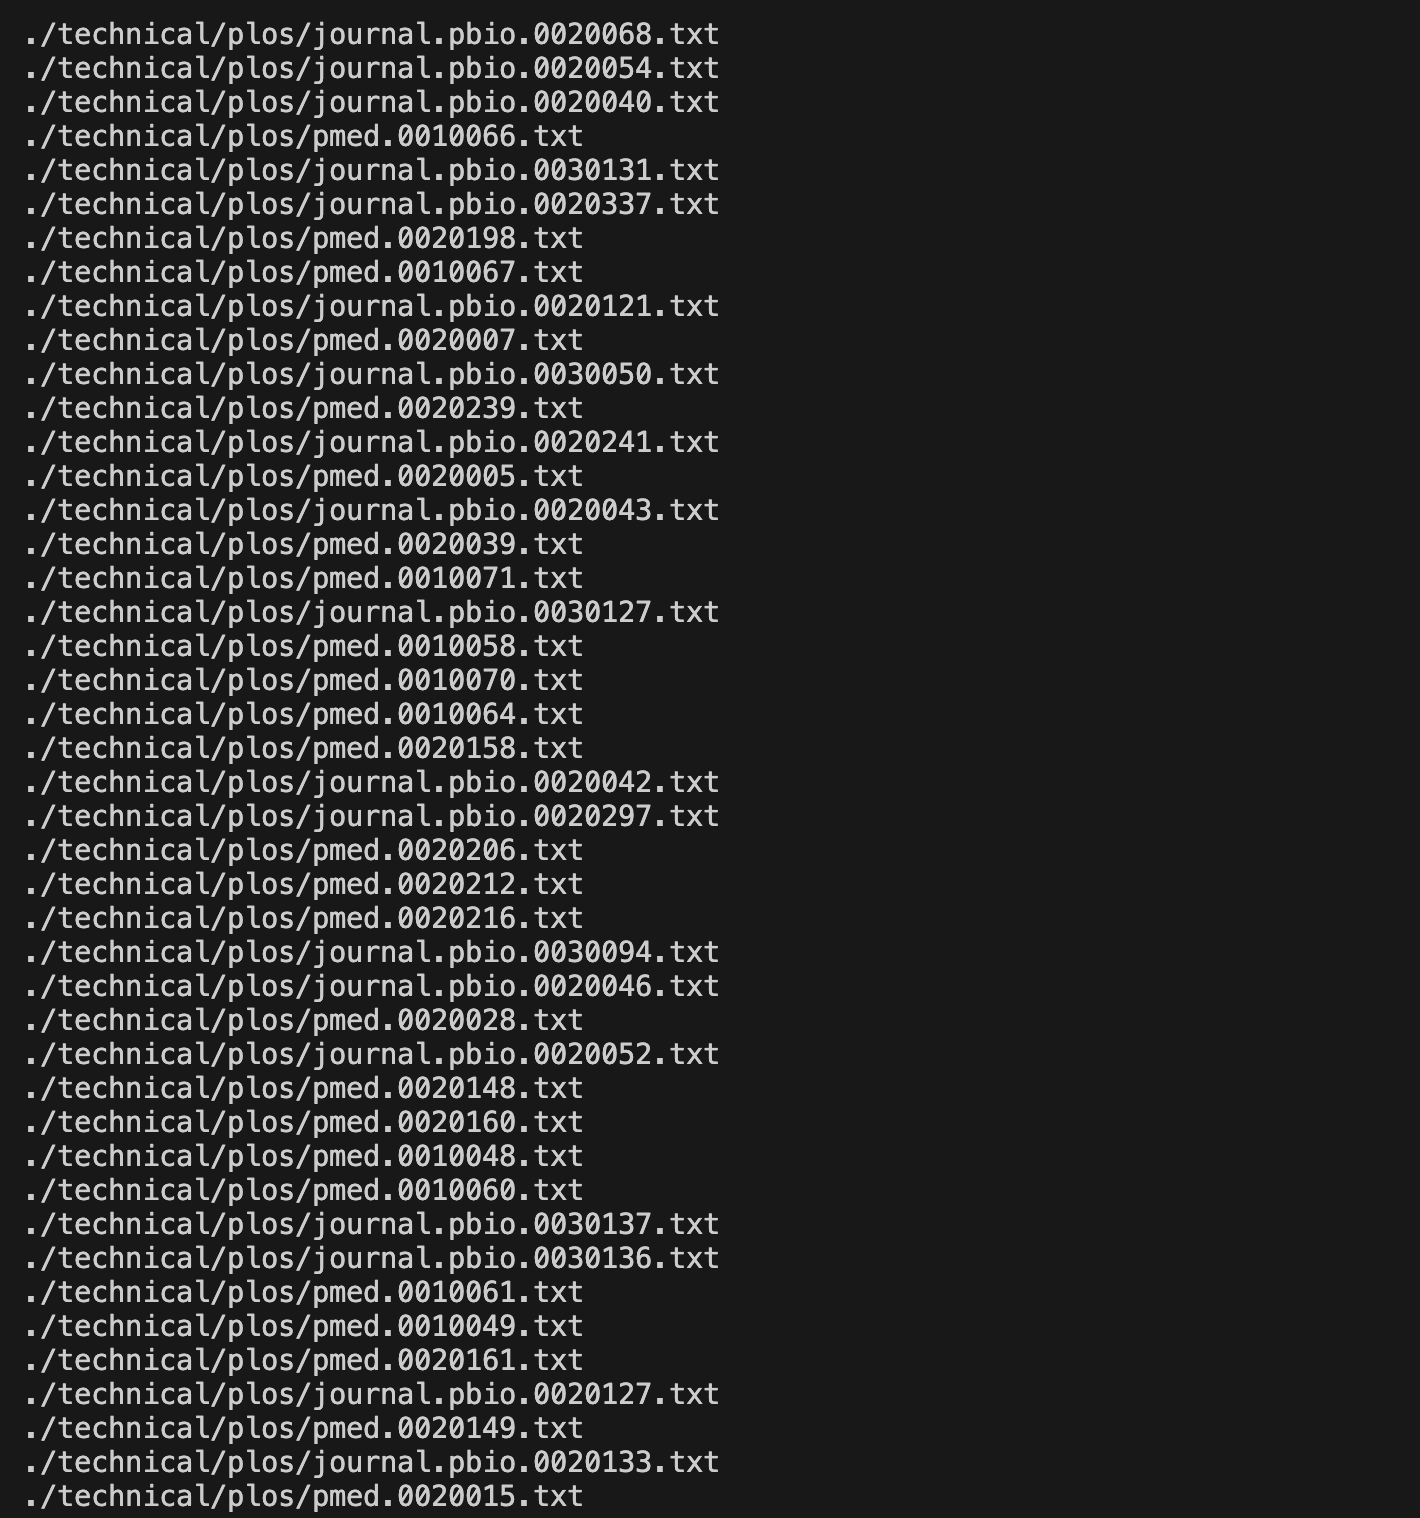 ./technical/plos/journal.pbio.0020068.txt
./technical/plos/journal.pbio.0020054.txt
./technical/plos/journal.pbio.0020040.txt
./technical/plos/pmed.0010066.txt
./technical/plos/journal.pbio.0030131.txt
./technical/plos/journal.pbio.0020337.txt
./technical/plos/pmed.0020198.txt
./technical/plos/pmed.0010067.txt
./technical/plos/journal.pbio.0020121.txt
./technical/plos/pmed.0020007.txt
./technical/plos/journal.pbio.0030050.txt
./technical/plos/pmed.0020239.txt
./technical/plos/journal.pbio.0020241.txt
./technical/plos/pmed.0020005.txt
./technical/plos/journal.pbio.0020043.txt
./technical/plos/pmed.0020039.txt
./technical/plos/pmed.0010071.txt
./technical/plos/journal.pbio.0030127.txt
./technical/plos/pmed.0010058.txt
./technical/plos/pmed.0010070.txt
./technical/plos/pmed.0010064.txt
./technical/plos/pmed.0020158.txt
./technical/plos/journal.pbio.0020042.txt
./technical/plos/journal.pbio.0020297.txt
./technical/plos/pmed.0020206.txt
./technical/plos/pmed.0020212.txt
./technical/plos/pmed.0020216.txt
./technical/plos/journal.pbio.0030094.txt
./technical/plos/journal.pbio.0020046.txt
./technical/plos/pmed.0020028.txt
./technical/plos/journal.pbio.0020052.txt
./technical/plos/pmed.0020148.txt
./technical/plos/pmed.0020160.txt
./technical/plos/pmed.0010048.txt
./technical/plos/pmed.0010060.txt
./technical/plos/journal.pbio.0030137.txt
./technical/plos/journal.pbio.0030136.txt
./technical/plos/pmed.0010061.txt
./technical/plos/pmed.0010049.txt
./technical/plos/pmed.0020161.txt
./technical/plos/journal.pbio.0020127.txt
./technical/plos/pmed.0020149.txt
./technical/plos/journal.pbio.0020133.txt
./technical/plos/pmed.0020015.txt